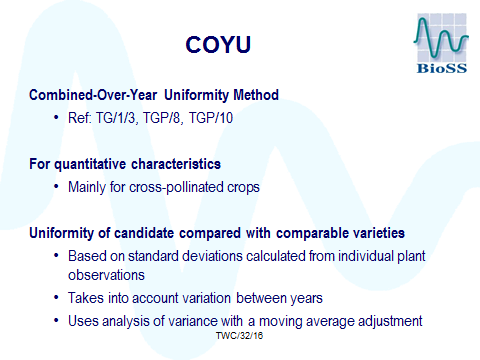 COYU
BioSS
Combined-Over-Year Uniformity Method
• Ref: TG/1/3, TGP/8, TGP/10
For quantitative characteristics
• Mainly for cross-pollinated crops
Uniformity of candidate compared with comparable varieties
• Based on standard deviations calculated from individual plant
observations
• Takes into account variation between years
• Uses analysis of variance with a moving average adjustment
TWC/32/16